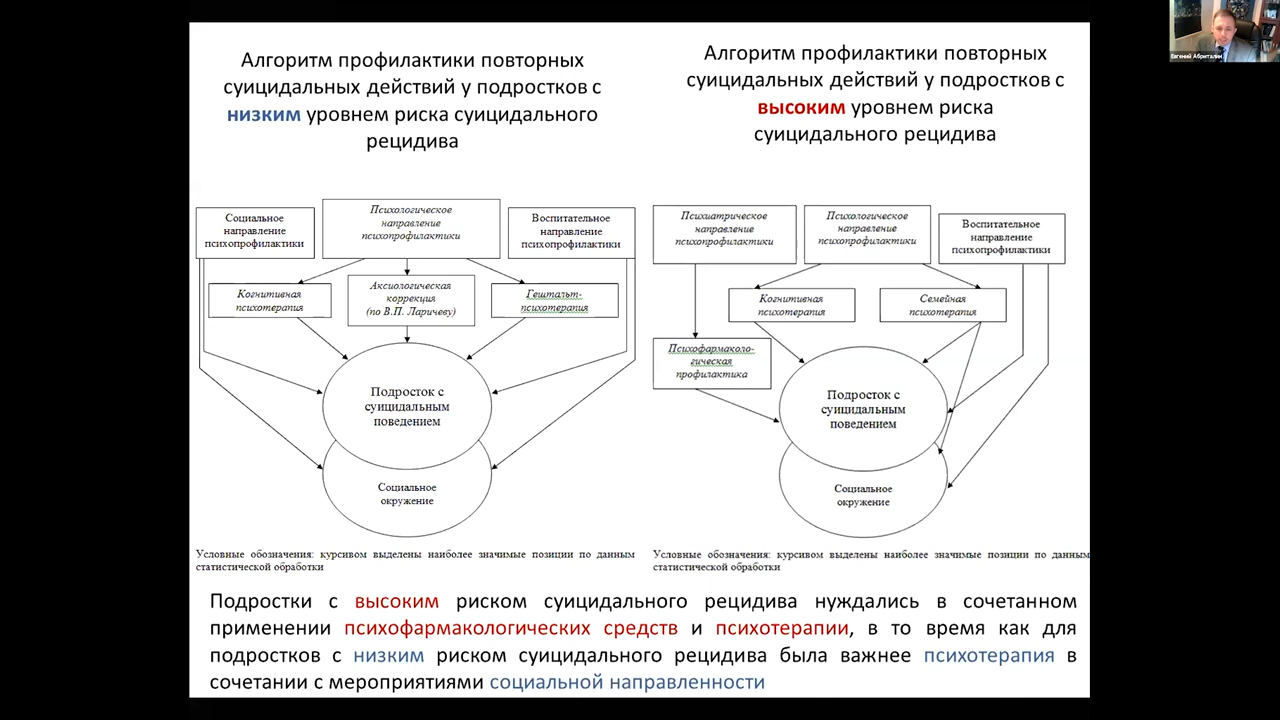 Алгоритм профилактики повторных
суицидальных действий у подростков с
низким уровнем риска суицидального
рецидива
Социальное
направление
психопрофилактики
Психологическое
направление
психопрофилактики
Воспитательное
направление
психопрофилактики
Когнитивная
психотерапия
Аксиологическая
коррекция
(по В.П. Ларичеву)
Гештальт-
психотерапия
Подросток с
суицидальным
поведением
Социальное
окружение
Условные обозначения: курсивом выделены наиболее значимые позиции по данным
статистической обработки
Алгоритм профилактики повторных
суицидальных действий у подростков с
высоким уровнем риска
суицидального рецидива
Психиатрическое
направление
психопрофилактики
Психологическое
направление
психопрофилактики
Воспитательное
направление
психопрофилактики
Когнитивная
психотерапия
Семейная
психотерапия
Психофармаколо-
гическая
профилактика
Подросток с
суицидальным
поведением
Социальное
окружение
Условные обозначения: курсивом выделены наиболее значимые позиции по данным
статистической обработки
Подростки с высоким риском суицидального рецидива нуждались в сочетанном
применении психофармакологических средств и психотерапии, в то время как для
подростков с низким риском суицидального рецидива была важнее психотерапия в
сочетании с мероприятиями социальной направленности
Евгений Абриталин